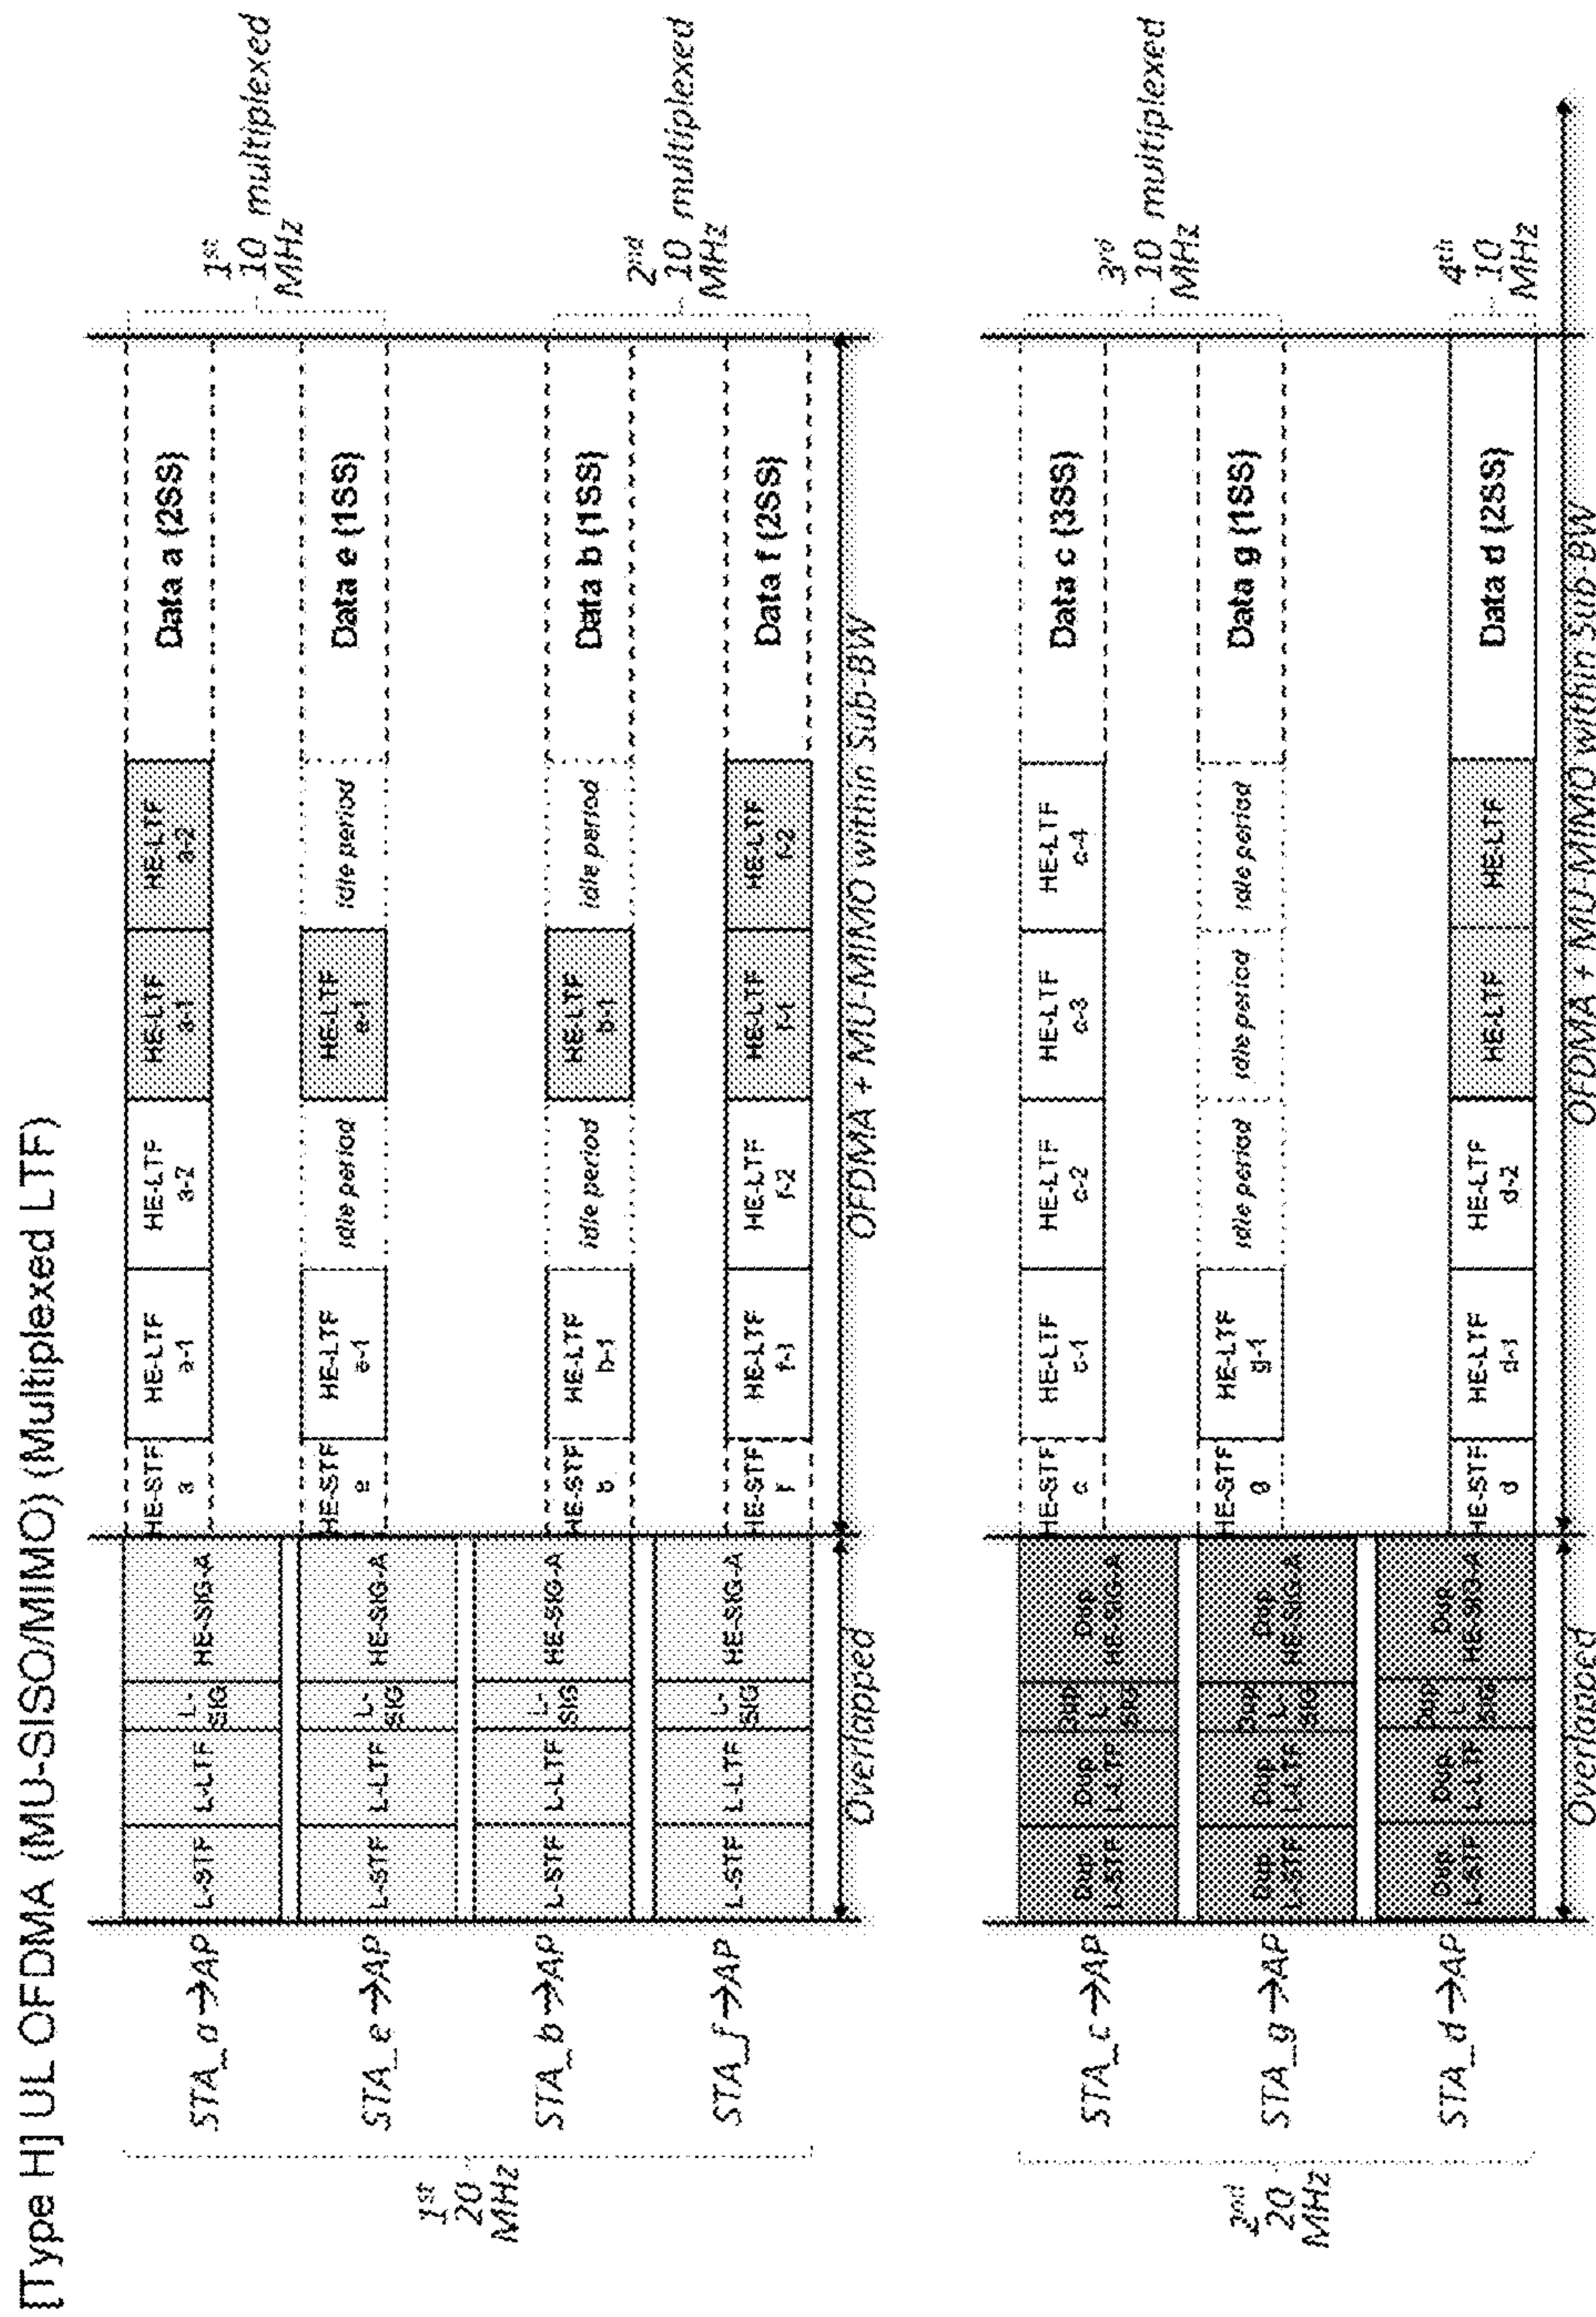 [Type H] UL OFDMA (MU-SISO/MIMO) (Multiplexed LTF)
1st
20
MHz
STA_a→AP
L-STF
L-LTF
L-
SIG
HE-SIG-A
HE-STF
a
HE-LTF
a-1
HE-LTF
a-2
HE-LTF
a-1
HE-LTF
a-2
Data a (2SS)
STA_e→AP
L-STF
L-LTF
L-
SIG
HE-SIG-A
HE-STF
e
HE-LTF
e-1
idle period
HE-LTF
e-1
idle period
Data e (1SS)
1st
10
MHz
multiplexed
STA_b→AP
L-STF
L-LTF
L-
SIG
HE-SIG-A
HE-STF
b
HE-LTF
b-1
idle period
HE-LTF
b-1
idle period
Data b (1SS)
STA_f→AP
L-STF
L-LTF
L-
SIG
HE-SIG-A
HE-STF
f
HE-LTF
f-1
HE-LTF
f-2
HE-LTF
f-1
HE-LTF
f-2
Data f (2SS)
2nd
10
MHz
multiplexed
Overlapped
OFDMA + MU-MIMO within Sub-BW
2nd
20
MHz
STA_c→AP
Dup
L-STF
Dup
L-LTF
Dup
L-
SIG
Dup
HE-SIG-A
HE-STF
c
HE-LTF
c-1
HE-LTF
c-2
HE-LTF
c-3
HE-LTF
c-4
Data c (3SS)
STA_g→AP
Dup
L-STF
Dup
L-LTF
Dup
L-
SIG
Dup
HE-SIG-A
HE-STF
g
HE-LTF
g-1
idle period
idle period
idle period
Data g (1SS)
3rd
10
MHz
multiplexed
STA_d→AP
Dup
L-STF
Dup
L-LTF
Dup
L-
SIG
Dup
HE-SIG-A
HE-STF
d
HE-LTF
d-1
HE-LTF
d-2
HE-LTF
HE-LTF
Data d (2SS)
4th
10
MHz
Overlapped
OFDMA + MU-MIMO within Sub-BW